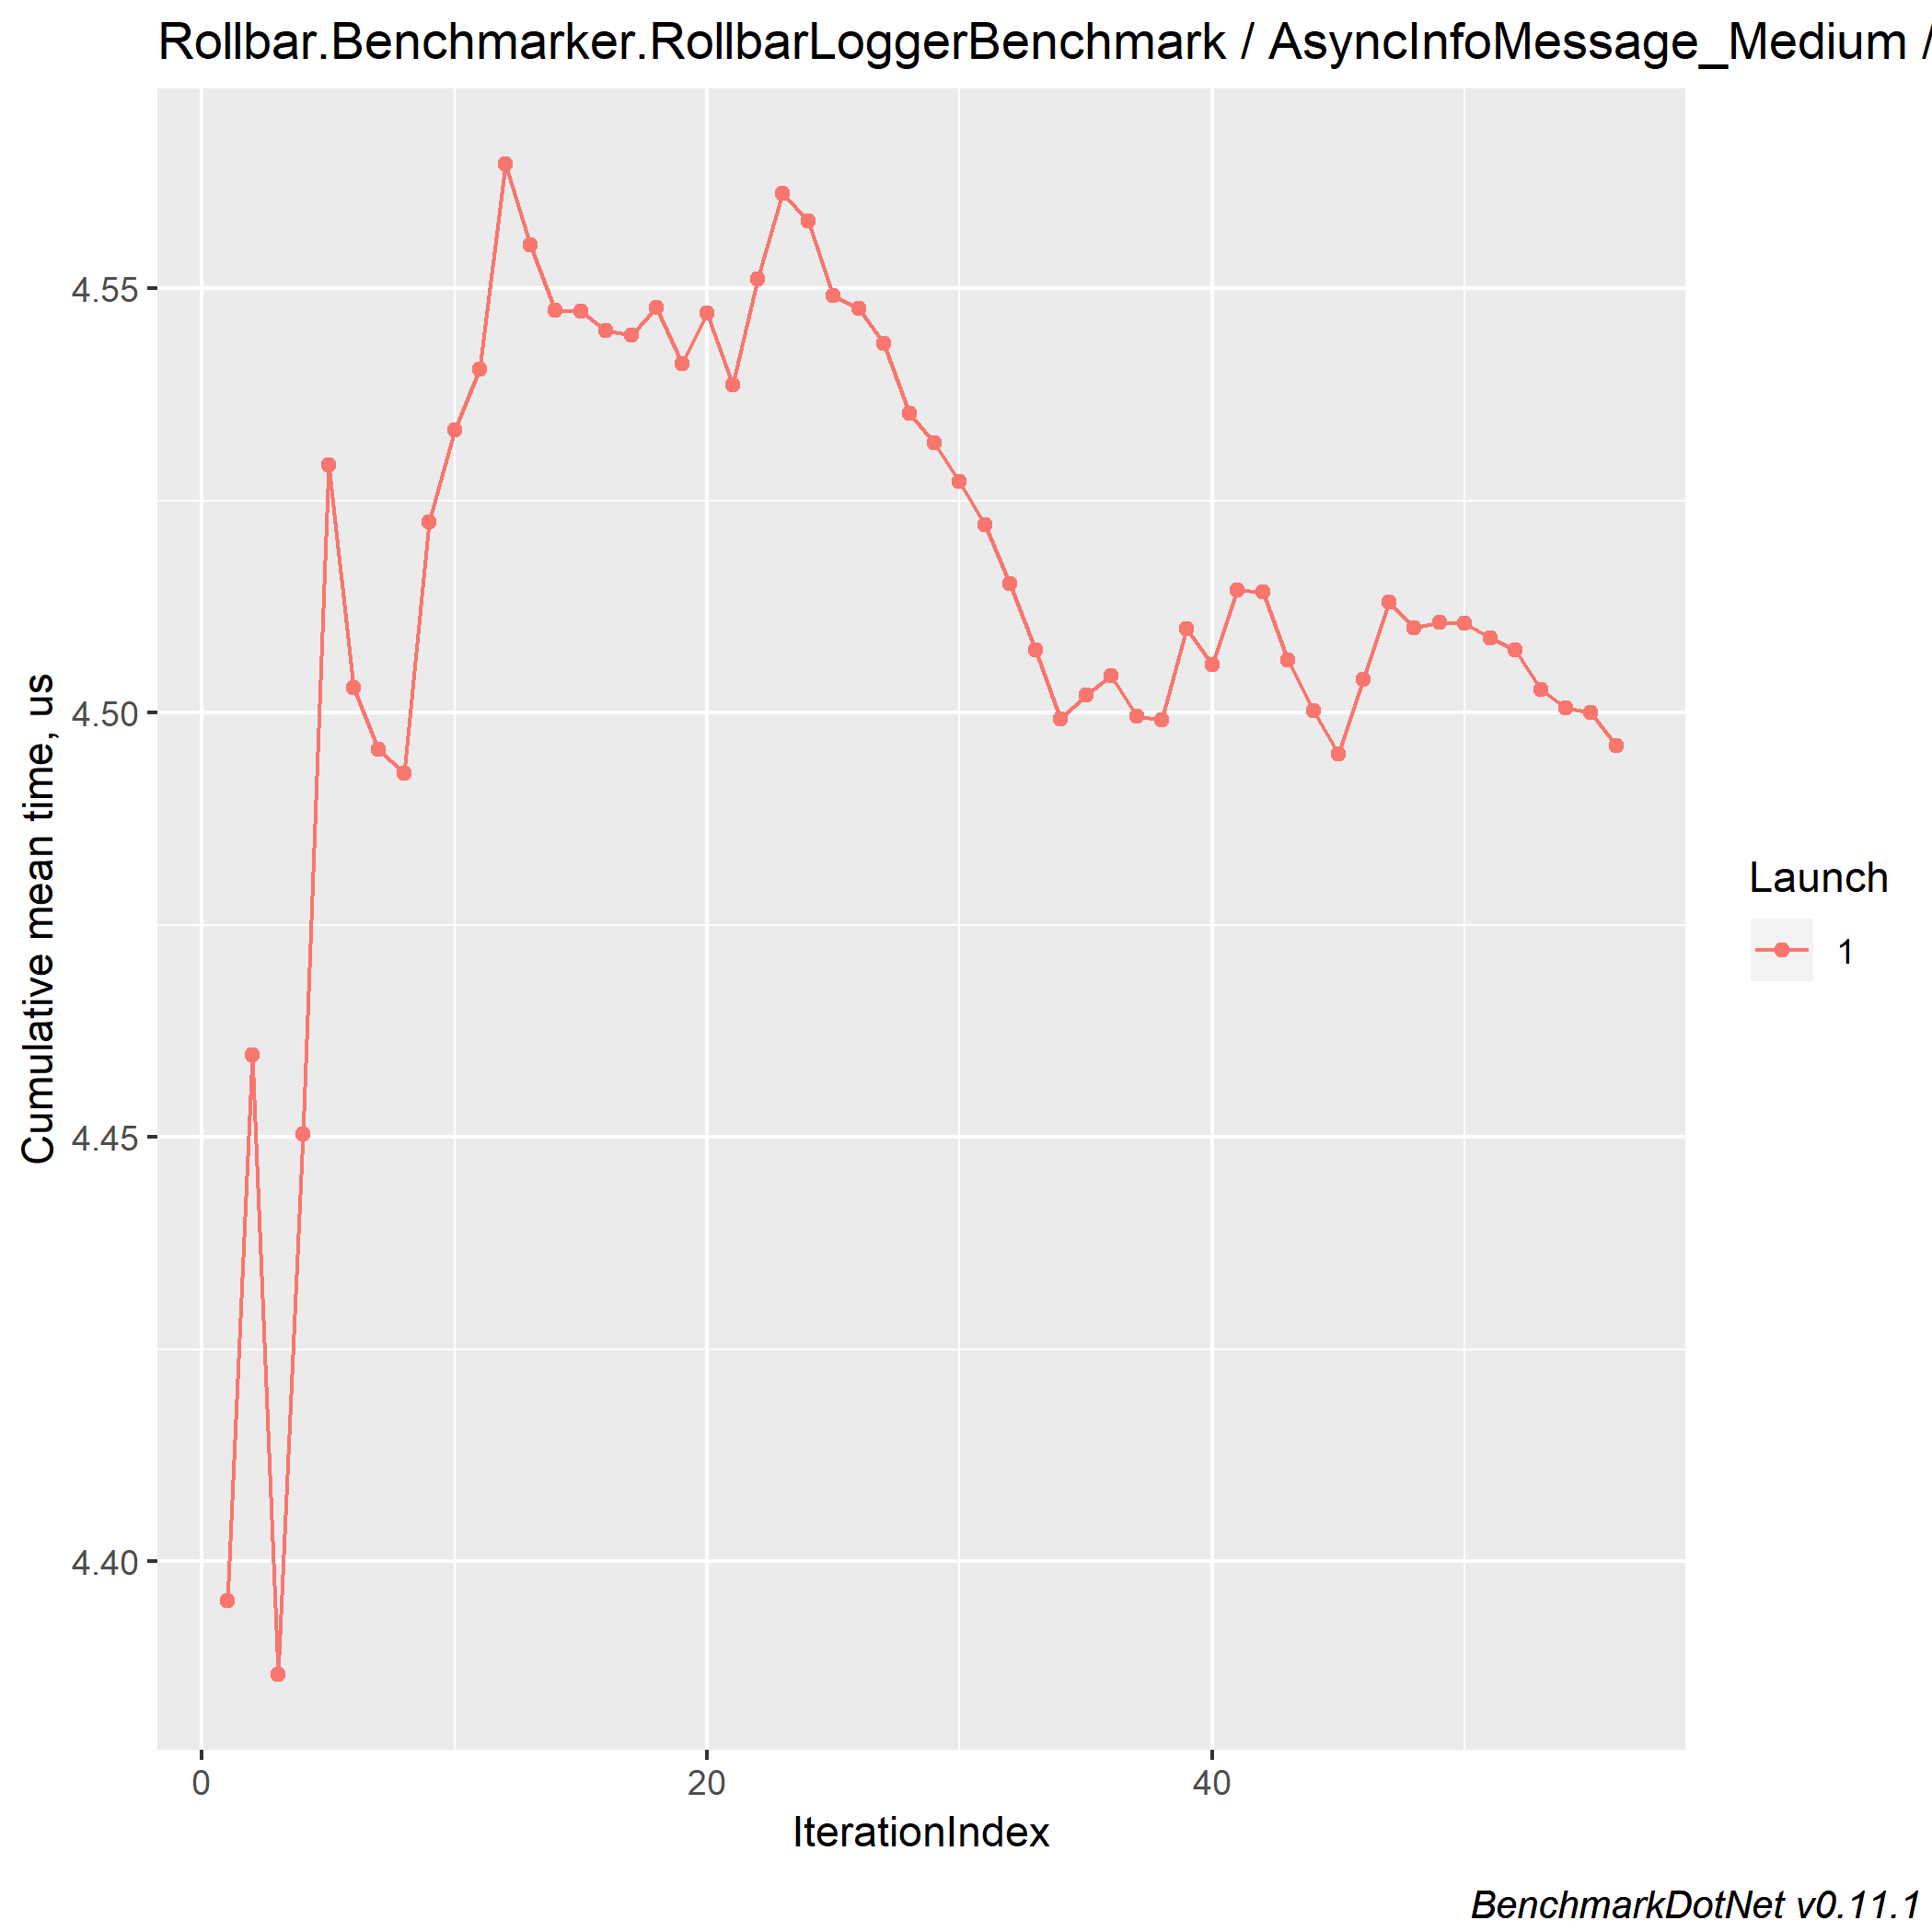 Rollbar.Benchmarker.RollbarLoggerBenchmark / AsyncInfoMessage_Medium /
Cumulative mean time, us
4.55
4.50
4.45
4.40
0 20 40
IterationIndex
Launch
1
BenchmarkDotNet v0.11.1